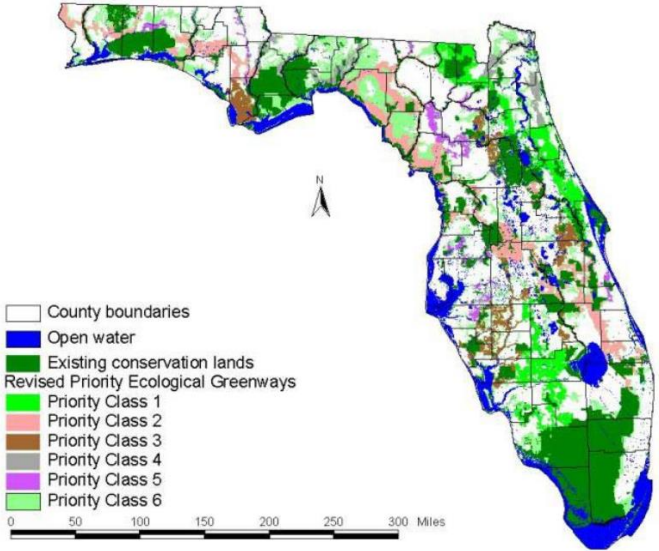 N
County boundaries
Open water
Existing conservation lands
Revised Priority Ecological Greenways
Priority Class 1
Priority Class 2
Priority Class 3
Priority Class 4
Priority Class 5
Priority Class 6
0 50 100 150 200 250 300 Miles